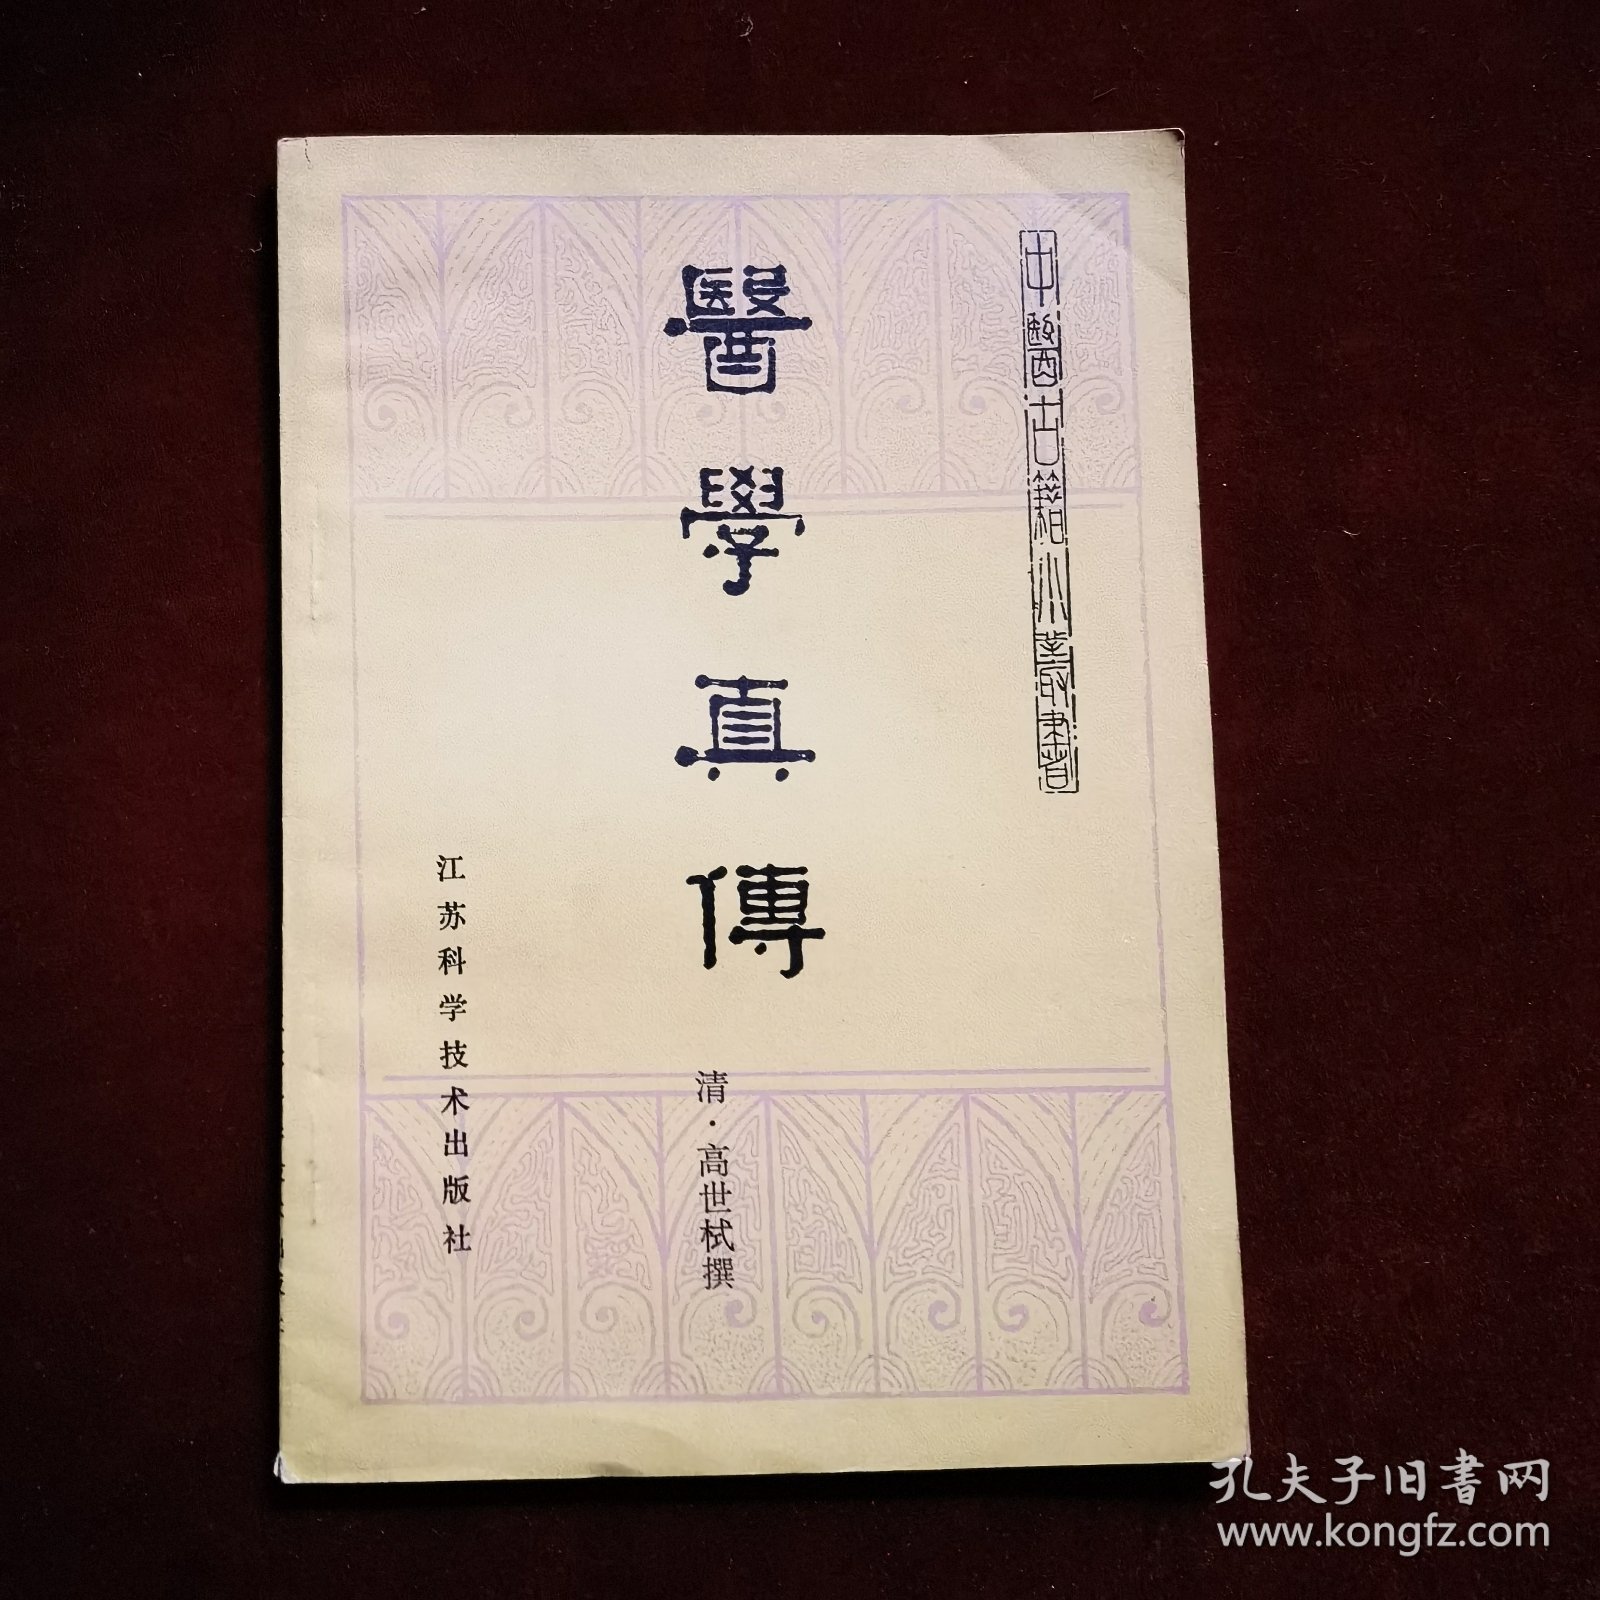 中醫古籍小叢書
醫學真傳
清·高世栻撰
江苏科学技术出版社
孔夫子旧書网
www.kongfz.com